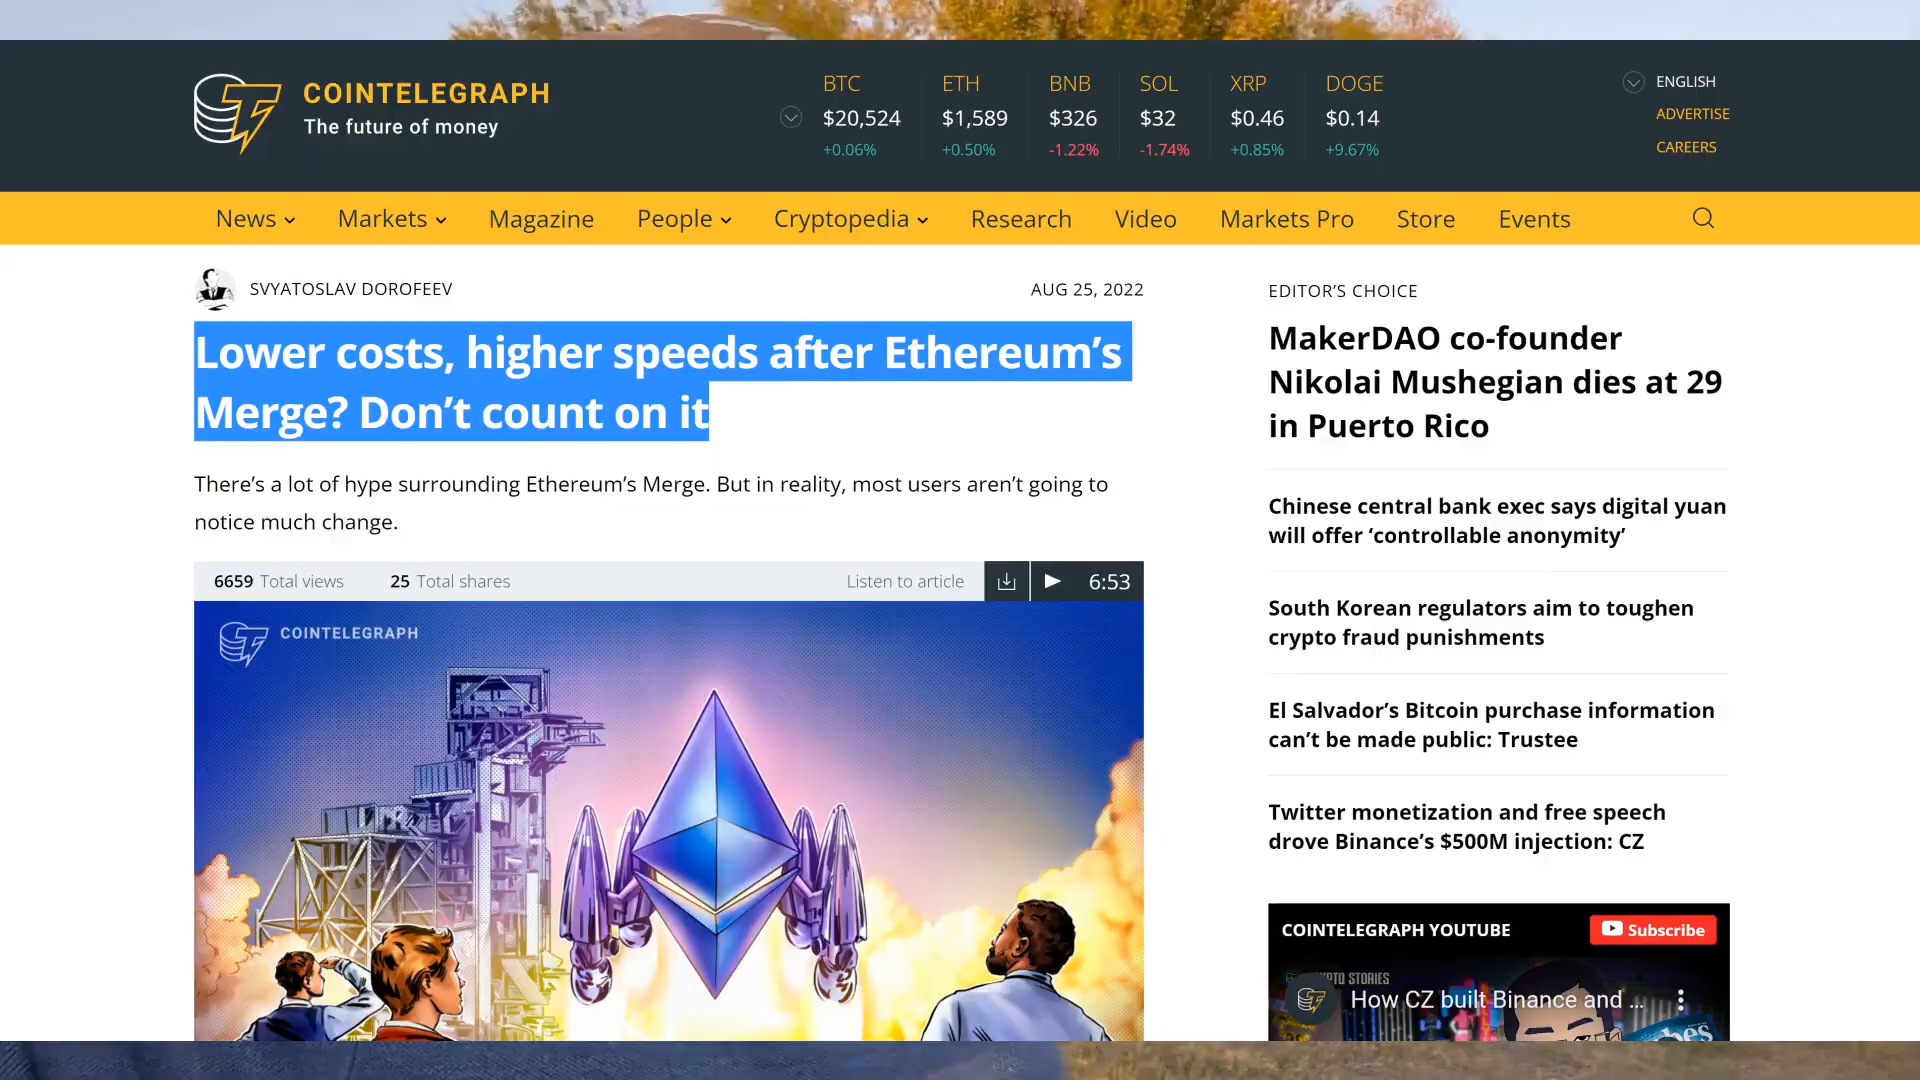 COINTELEGRAPH
The future of money
BTC
$20,524
+0.06%
ETH
$1,589
+0.50%
BNB
$326
-1.22%
SOL
$32
-1.74%
XRP
$0.46
+0.85%
DOGE
$0.14
+9.67%
ENGLISH
ADVERTISE
CAREERS
News Markets Magazine People Cryptopedia Research Video Markets Pro Store Events
SVYATOSLAV DOROFEEV
AUG 25, 2022
Lower costs, higher speeds after Ethereum’s
Merge? Don’t count on it
There’s a lot of hype surrounding Ethereum’s Merge. But in reality, most users aren’t going to
notice much change.
6659 Total views 25 Total shares Listen to article 6:53
COINTELEGRAPH
EDITOR’S CHOICE
MakerDAO co-founder
Nikolai Mushegian dies at 29
in Puerto Rico
Chinese central bank exec says digital yuan
will offer ‘controllable anonymity’
South Korean regulators aim to toughen
crypto fraud punishments
El Salvador’s Bitcoin purchase information
can’t be made public: Trustee
Twitter monetization and free speech
drove Binance’s $500M injection: CZ
COINTELEGRAPH YOUTUBE
Subscribe
STORIES
How CZ built Binance and ...